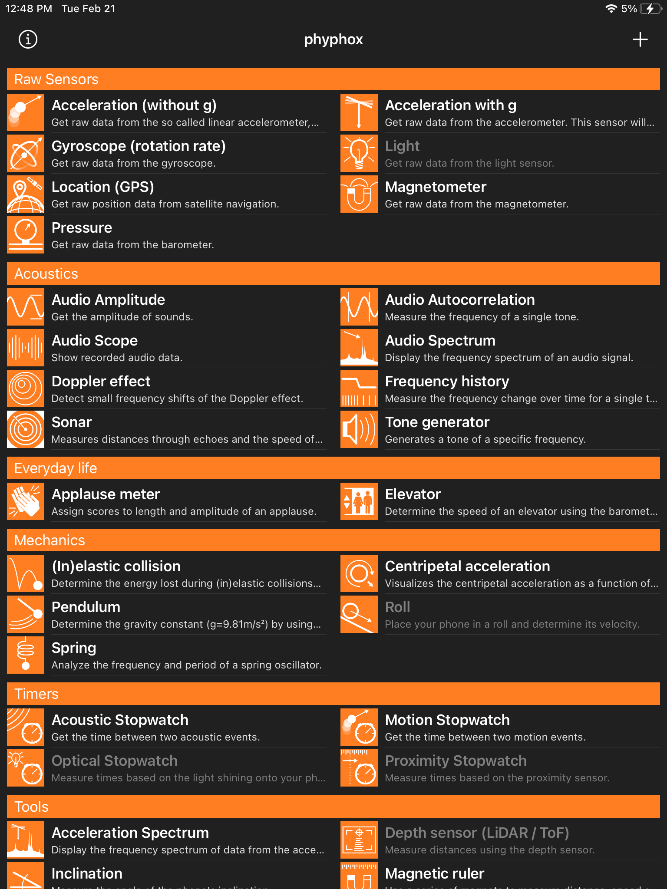 12:48 PM Tue Feb 21 5%
phyphox
Raw Sensors
Acceleration (without g)
Get raw data from the so called linear accelerometer,...
Acceleration with g
Get raw data from the accelerometer. This sensor will...
Gyroscope (rotation rate)
Get raw data from the gyroscope.
Light
Get raw data from the light sensor.
Location (GPS)
Get raw position data from satellite navigation.
Magnetometer
Get raw data from the magnetometer.
Pressure
Get raw data from the barometer.
Acoustics
Audio Amplitude
Get the amplitude of sounds.
Audio Autocorrelation
Measure the frequency of a single tone.
Audio Scope
Show recorded audio data.
Audio Spectrum
Display the frequency spectrum of an audio signal.
Doppler effect
Detect small frequency shifts of the Doppler effect.
Frequency history
Measure the frequency change over time for a single t...
Sonar
Measures distances through echoes and the speed of...
Tone generator
Generates a tone of a specific frequency.
Everyday life
Applause meter
Assign scores to length and amplitude of an applause.
Elevator
Determine the speed of an elevator using the baromet...
Mechanics
(In)elastic collision
Determine the energy lost during (in)elastic collisions...
Centripetal acceleration
Visualizes the centripetal acceleration as a function of...
Pendulum
Determine the gravity constant (g=9.81m/s²) by using...
Roll
Place your phone in a roll and determine its velocity.
Spring
Analyze the frequency and period of a spring oscillator.
Timers
Acoustic Stopwatch
Get the time between two acoustic events.
Motion Stopwatch
Get the time between two motion events.
Optical Stopwatch
Measure times based on the light shining onto your ph...
Proximity Stopwatch
Measure times based on the proximity sensor.
Tools
Acceleration Spectrum
Display the frequency spectrum of data from the acce...
Depth sensor (LiDAR / ToF)
Measure distances using the depth sensor.
Inclination
Magnetic ruler